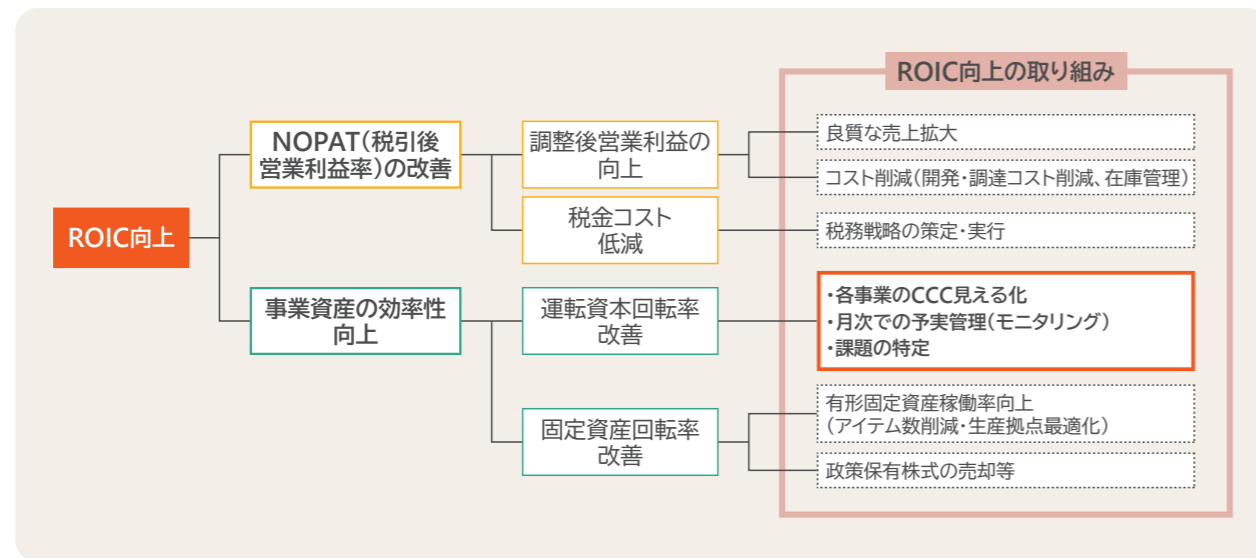 ROIC向上の取り組み
ROIC向上
NOPAT(税引後
営業利益率)の改善
調整後営業利益の
向上
良質な売上拡大
コスト削減(開発・調達コスト削減、在庫管理)
税金コスト
低減
税務戦略の策定・実行
事業資産の効率性
向上
運転資本回転率
改善
・各事業のCCC見える化
・月次での予実管理(モニタリング)
・課題の特定
固定資産回転率
改善
有形固定資産稼働率向上
(アイテム数削減・生産拠点最適化)
政策保有株式の売却等